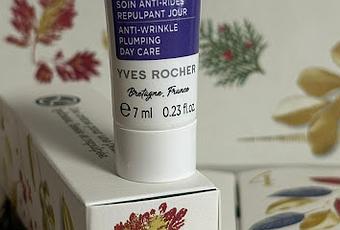 SOIN ANTI-RIDES
REPULPANT JOUR
ANTI-WRINKLE
PLUMPING
DAY CARE
YVES ROCHER
Bretagne, France
℮ 7 ml 0.23 fl.oz.
4